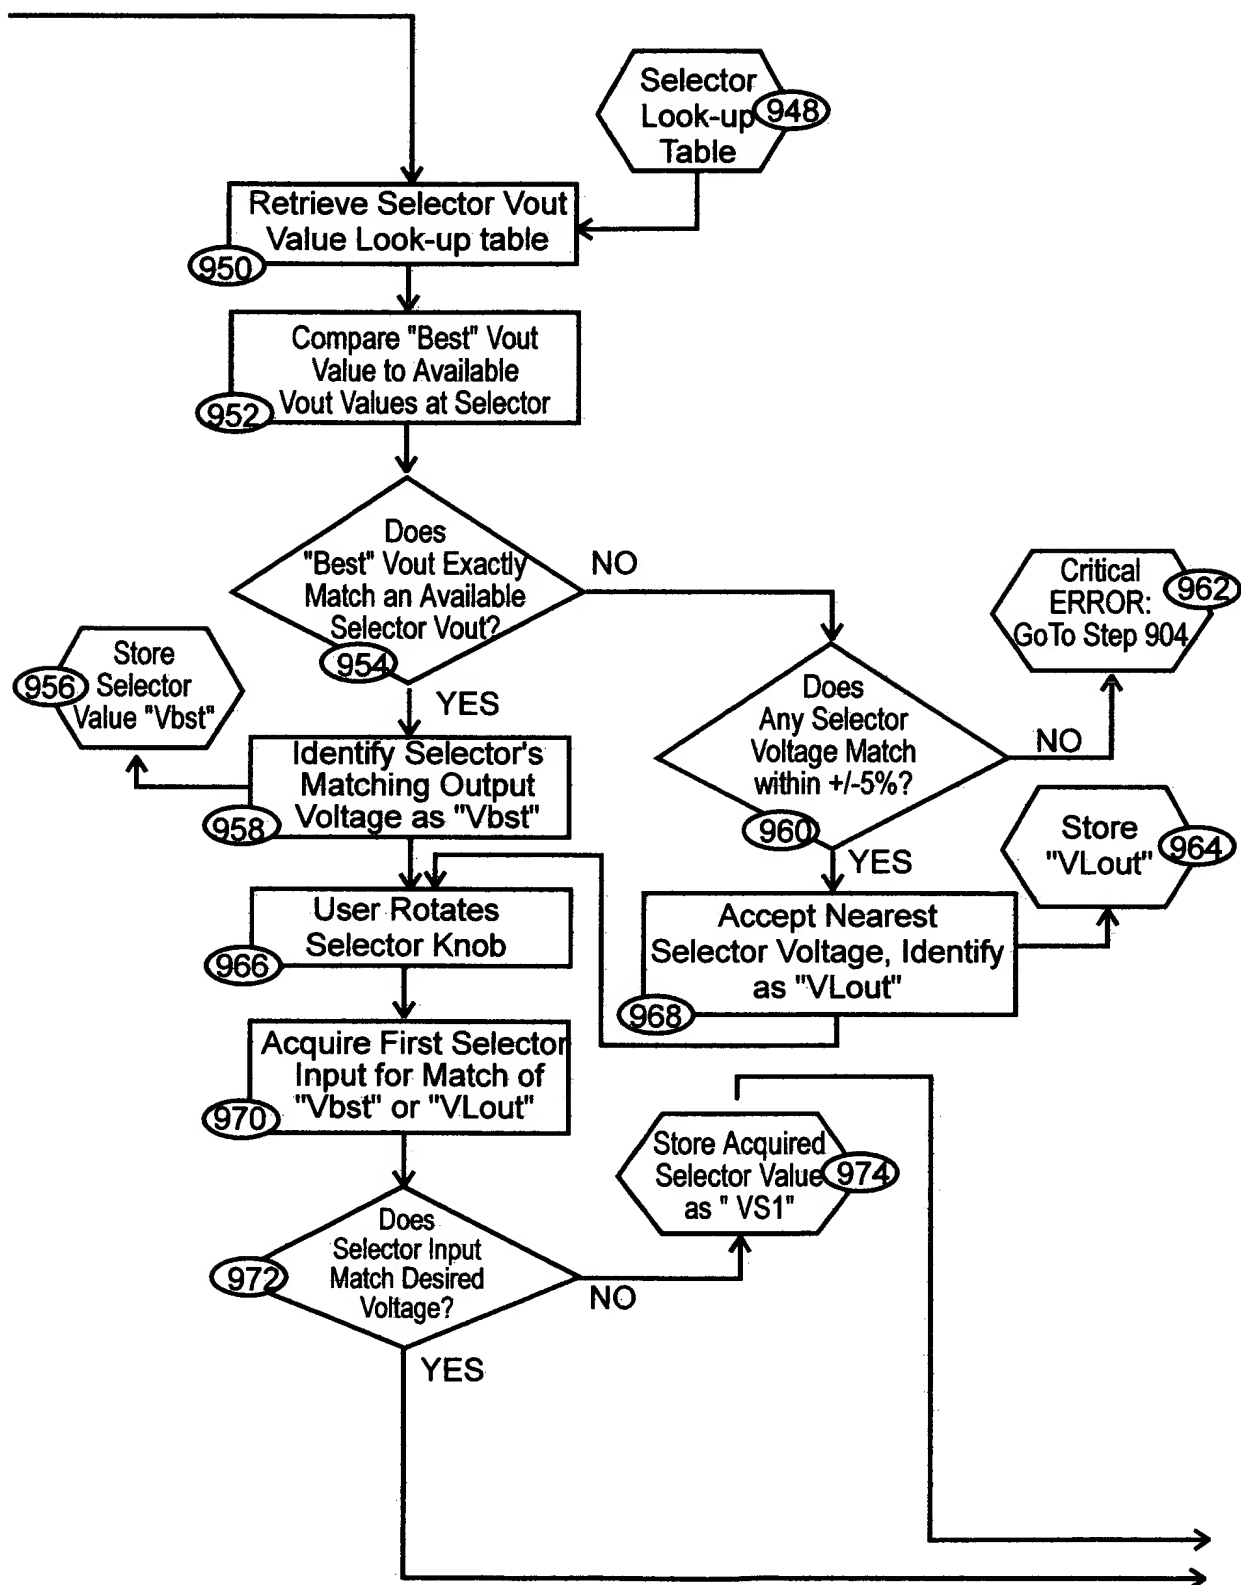 Selector
Look-up
Table
948
Retrieve Selector Vout
Value Look-up table
950
Compare "Best" Vout
Value to Available
Vout Values at Selector
952
Does
"Best" Vout Exactly
Match an Available
Selector Vout?
954
NO
YES
Store
Selector
Value "Vbst"
956
Identify Selector's
Matching Output
Voltage as "Vbst"
958
Does
Any Selector
Voltage Match
within +/-5%?
960
NO
YES
Critical
ERROR:
GoTo Step 904
962
Store
"VLout"
964
User Rotates
Selector Knob
966
Accept Nearest
Selector Voltage, Identify
as "VLout"
968
Acquire First Selector
Input for Match of
"Vbst" or "VLout"
970
Store Acquired
Selector Value
as " VS1"
974
Does
Selector Input
Match Desired
Voltage?
972
NO
YES